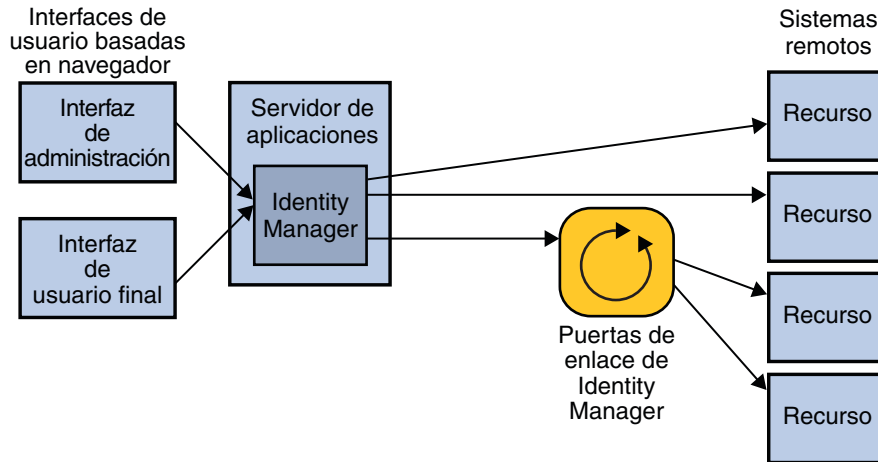 Interfaces de
usuario basadas
en navegador
Interfaz
de
administración
Interfaz
de
usuario final
Servidor de
aplicaciones
Identity
Manager
Puertas de
enlace de
Identity
Manager
Sistemas
remotos
Recurso
Recurso
Recurso
Recurso